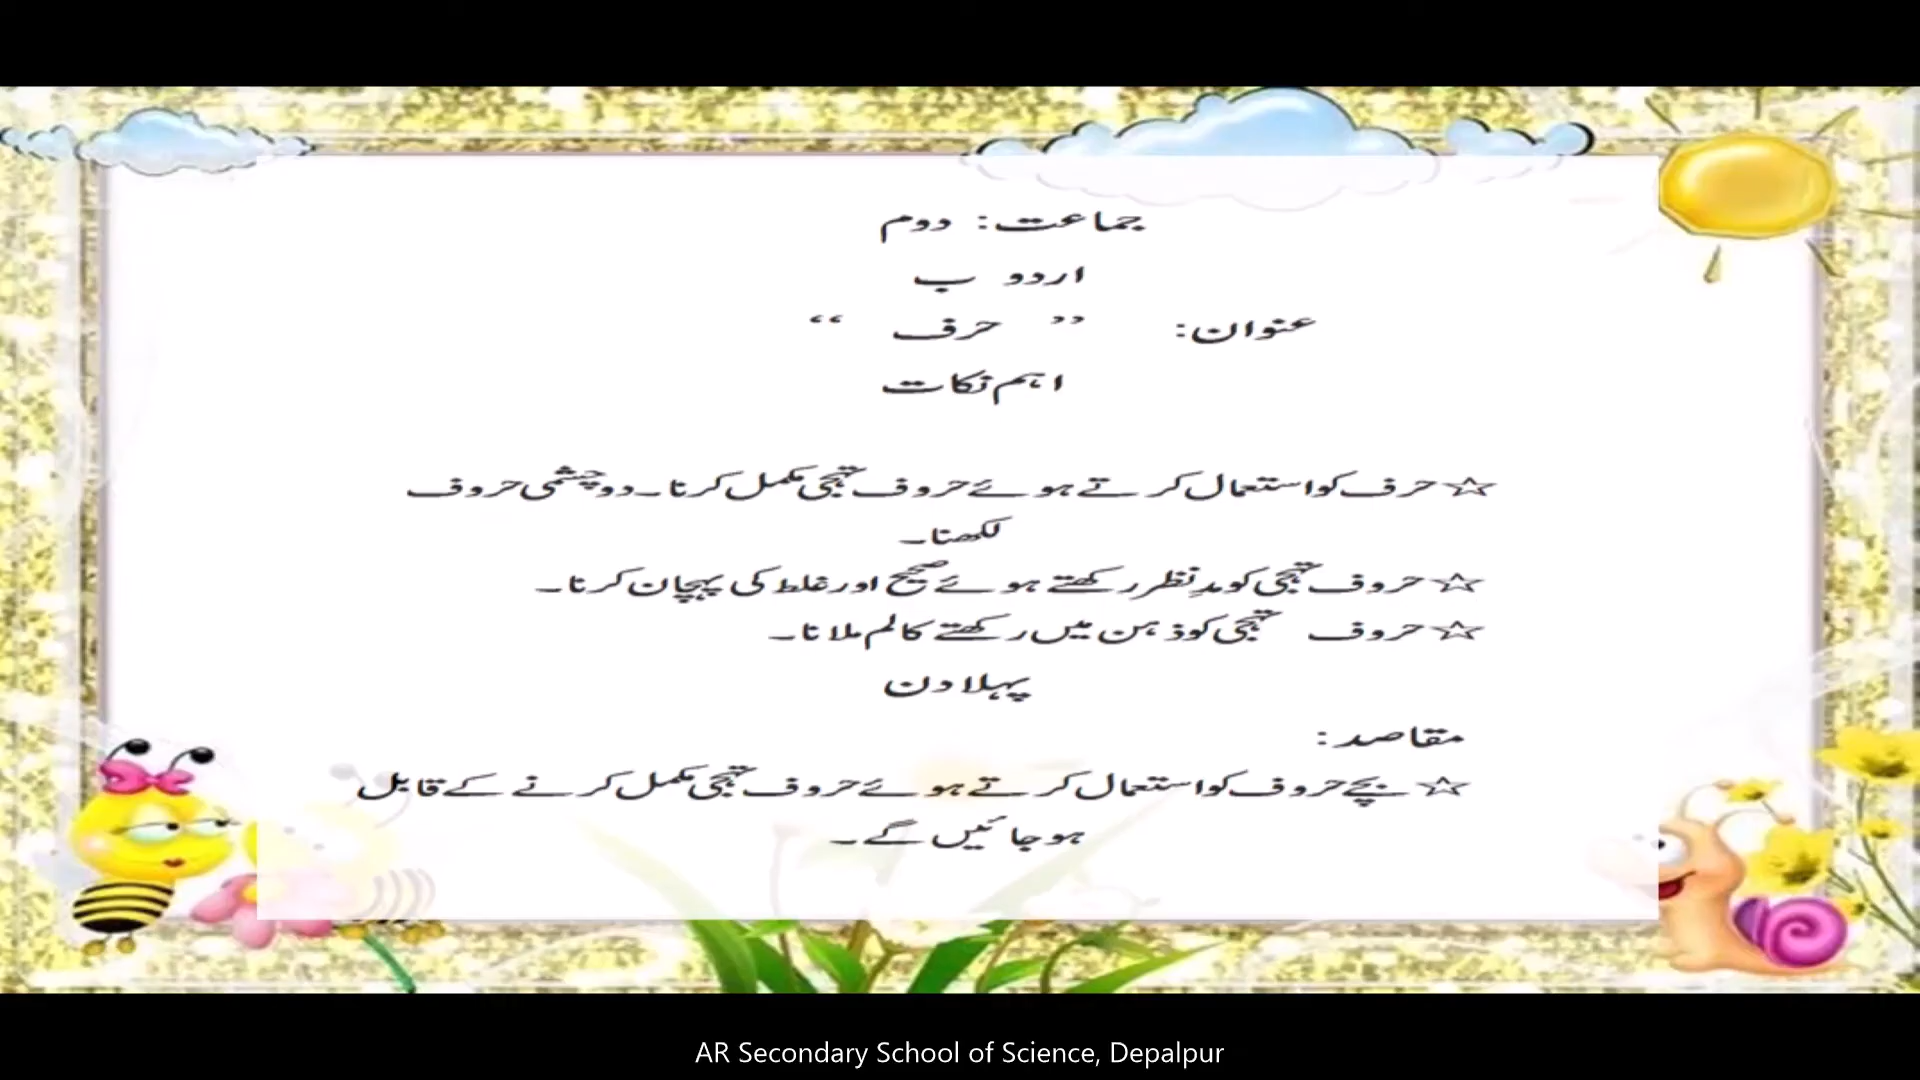 جماعت: دوم
اردو ب
عنوان: ’’ حرف ‘‘
اہم نکات
☆ حرف کو استعمال کرتے ہوئے حروف تہجی مکمل کرنا۔ دو چشمی حروف
لکھنا۔
☆ حروف تہجی کو مدِنظر رکھتے ہوئے صحیح اور غلط کی پہچان کرنا۔
☆ حروف تہجی کو ذہن میں رکھتے کالم ملانا۔
پہلا دن
مقاصد:
☆ بچے حروف کو استعمال کرتے ہوئے حروف تہجی مکمل کرنے کے قابل
ہو جائیں گے۔
AR Secondary School of Science, Depalpur